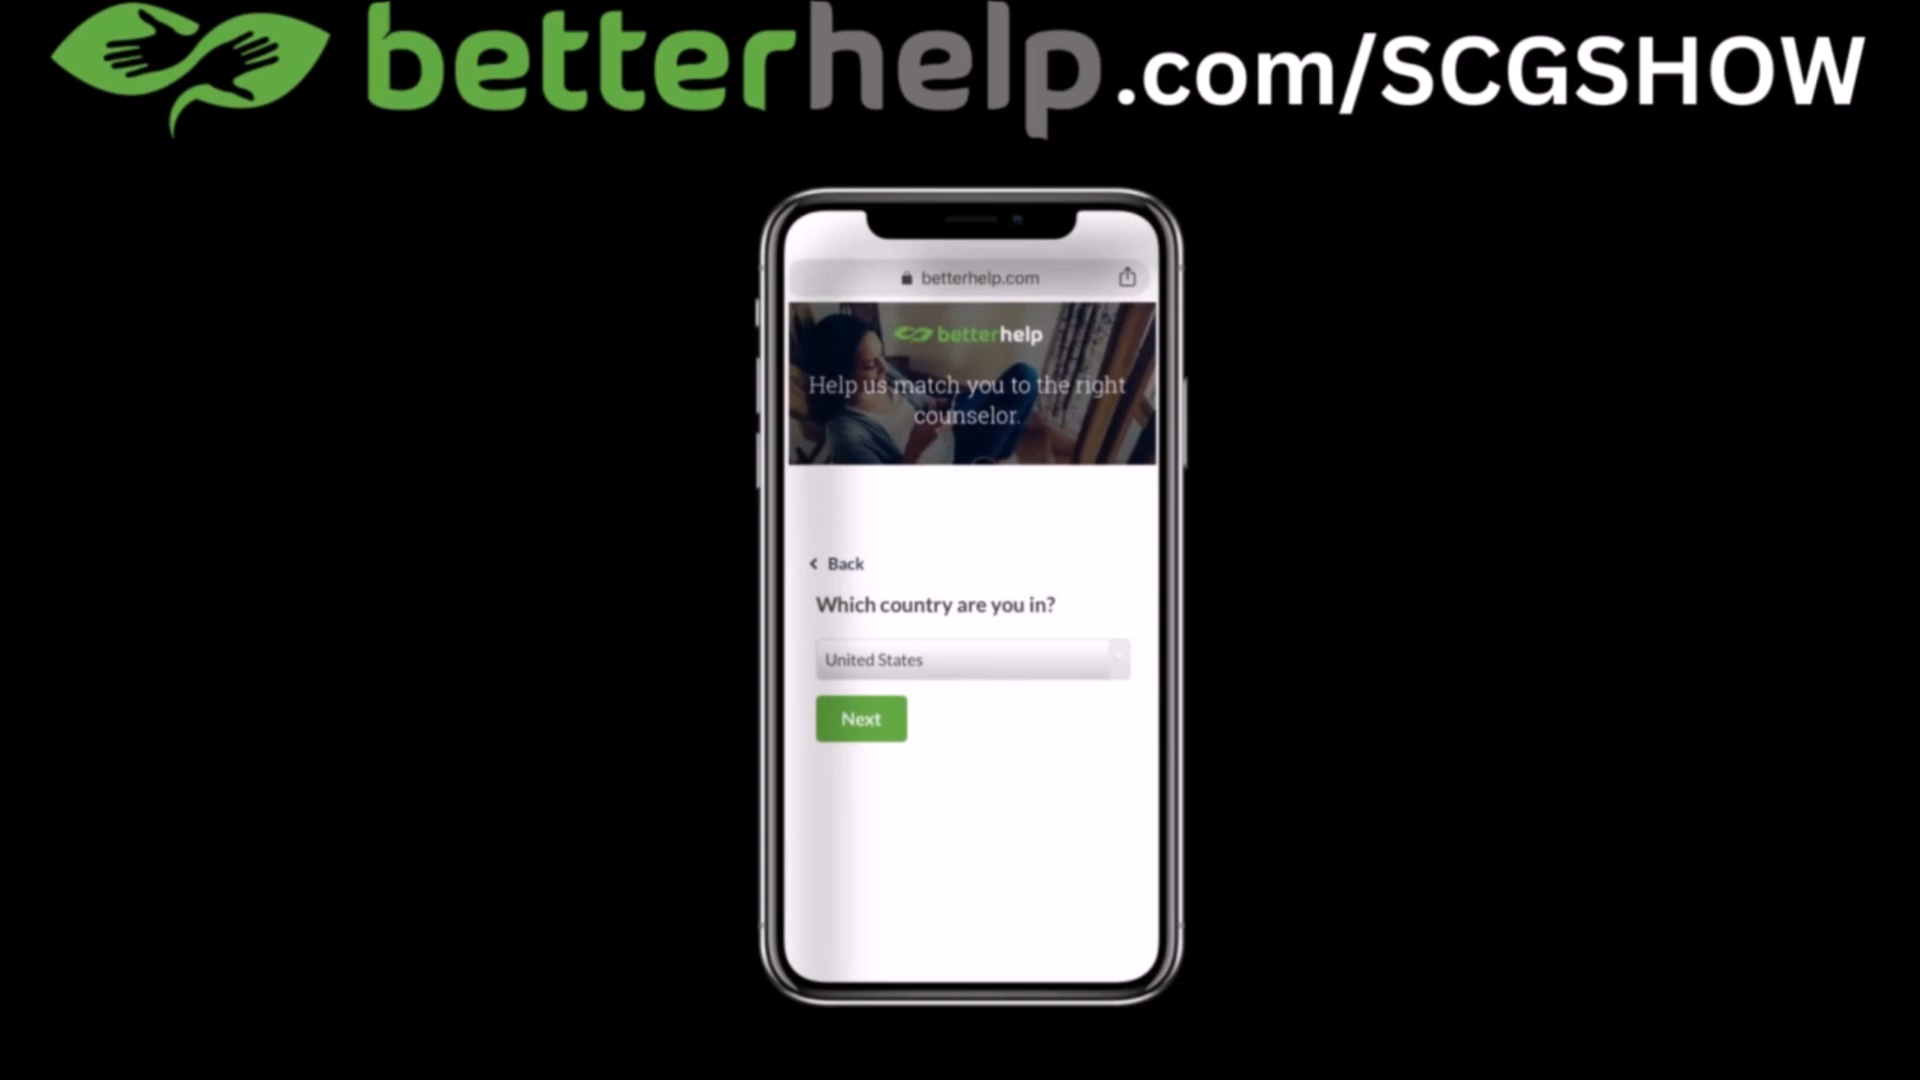 betterhelp.com/SCGSHOW
betterhelp.com
betterhelp
Help us match you to the right
counselor.
Back
Which country are you in?
United States
Next